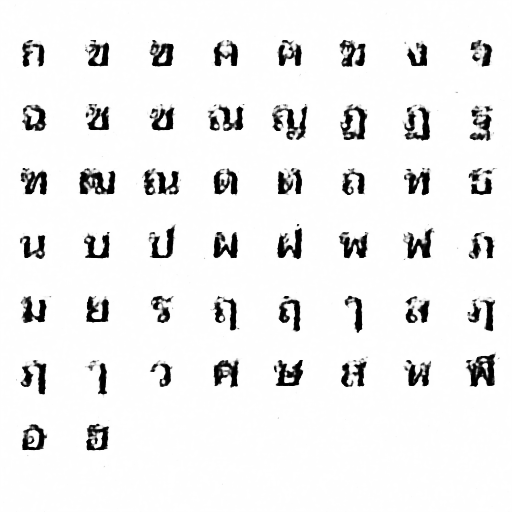 ก ข ฃ ค ฅ ฆ ง จ
ฉ ช ซ ฌ ญ ฎ ฏ ฐ
ฑ ฒ ณ ด ต ถ ท ธ
น บ ป ผ ฝ พ ฟ ภ
ม ย ร ฤ ฤ ๅ ล ฦ
ฦ ๅ ว ศ ษ ส ห ฬ
อ ฮ